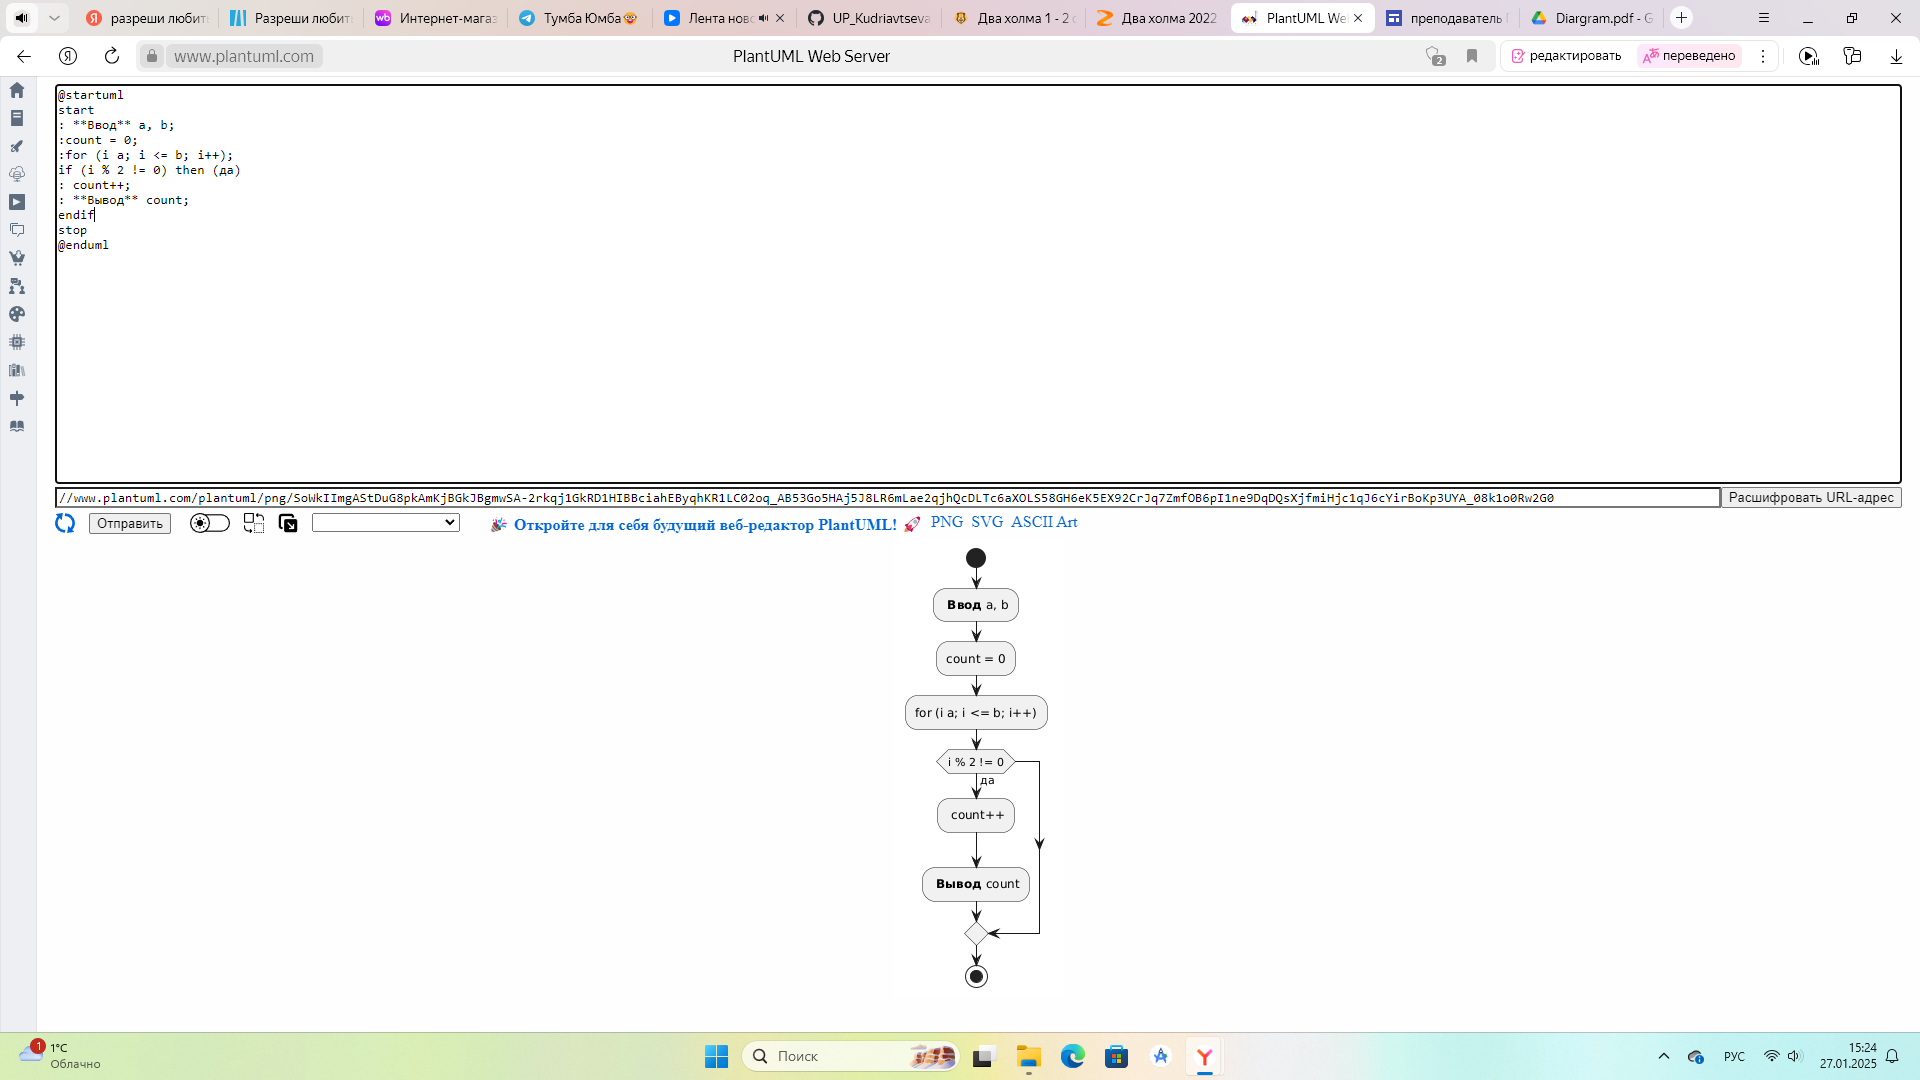 разреши любит
Разреши любит
Интернет-магаз
Тумба Юмба
Лента новс
UP_Kudriavtseva
Два холма 1 - 2 с
Два холма 2022
PlantUML We
преподаватель
Diargram.pdf - G
www.plantuml.com
PlantUML Web Server
2
редактировать
переведено
@startuml
start
: **Ввод** a, b;
:count = 0;
:for (i a; i <= b; i++);
if (i % 2 != 0) then (да)
: count++;
: **Вывод** count;
endif
stop
@enduml
//www.plantuml.com/plantuml/png/SoWkIImgAStDuG8pkAmKjBGkJBgmwSA-2rkqj1GkRD1HIBBciahEByqhKR1LC02oq_AB53Go5HAj5J8LR6mLae2qjhQcDLTc6aXOLS58GH6eK5EX92CrJq7ZmfOB6pI1ne9DqDQsXjfmiHjc1qJ6cYirBoKp3UYA_08k1o0Rw2G0
Расшифровать URL-адрес
Отправить
Откройте для себя будущий веб-редактор PlantUML!
PNG SVG ASCII Art
Ввод a, b
count = 0
for (i a; i <= b; i++)
i % 2 != 0
да
count++
Вывод count
1
1°C
Облачно
Поиск
РУС
15:24
27.01.2025